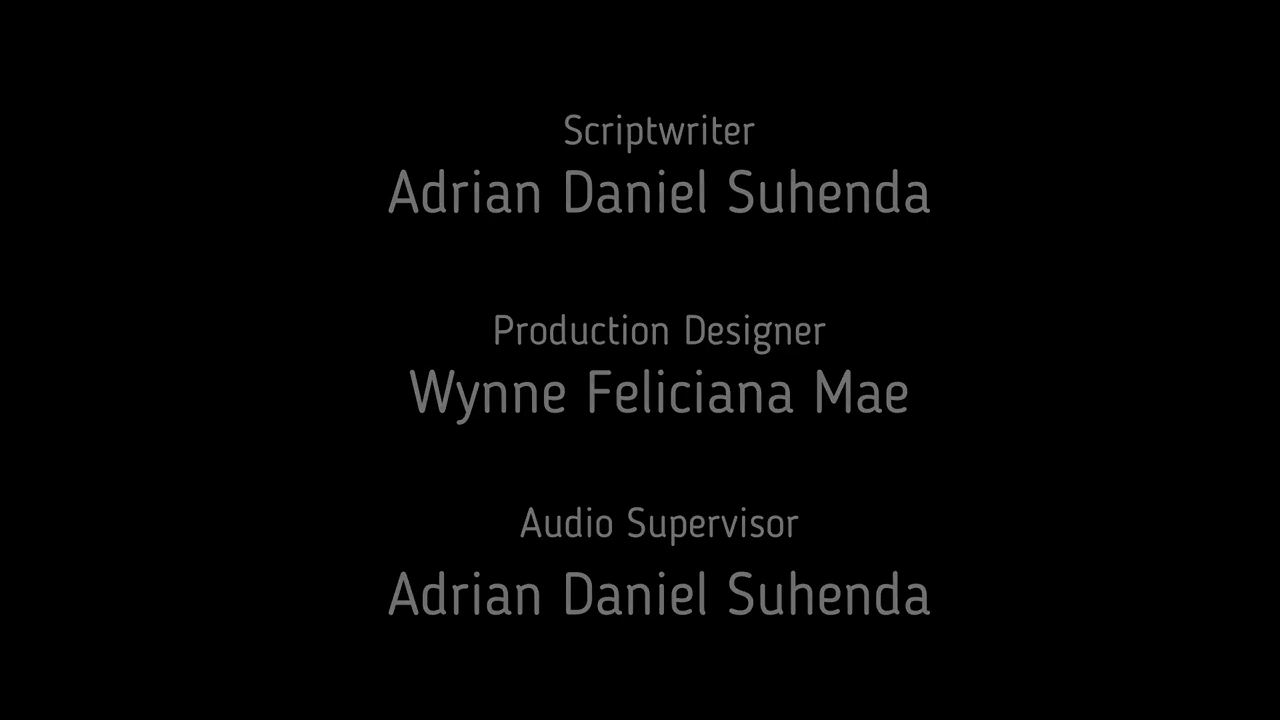 Scriptwriter
Adrian Daniel Suhenda
Production Designer
Wynne Feliciana Mae
Audio Supervisor
Adrian Daniel Suhenda